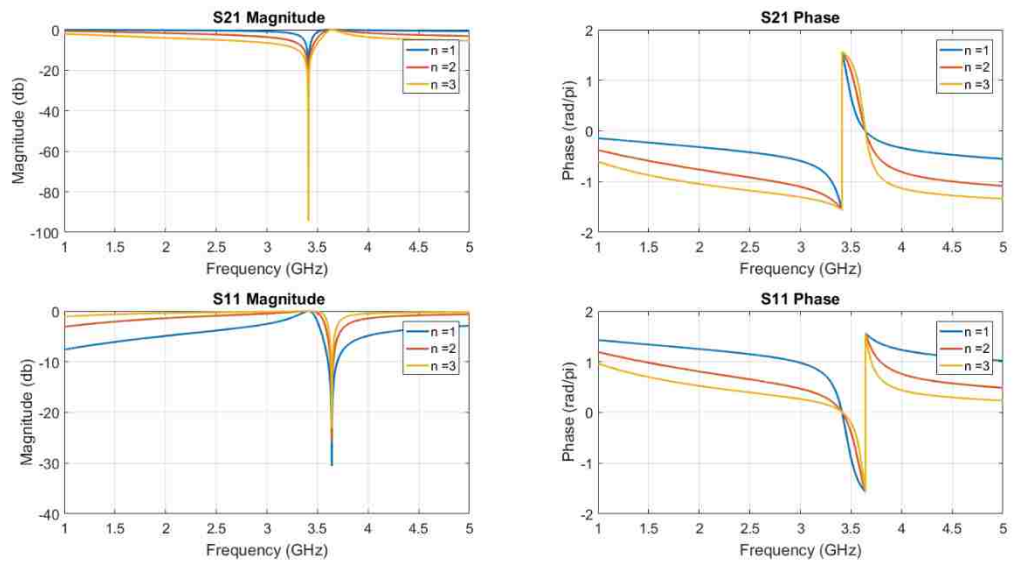 S21 Magnitude
0
-20
-40
-60
-80
-100
Magnitude (db)
1 1.5 2 2.5 3 3.5 4 4.5 5
Frequency (GHz)
n =1
n =2
n =3
S21 Phase
2
1
0
-1
-2
Phase (rad/pi)
1 1.5 2 2.5 3 3.5 4 4.5 5
Frequency (GHz)
n =1
n =2
n =3
S11 Magnitude
0
-10
-20
-30
-40
Magnitude (db)
1 1.5 2 2.5 3 3.5 4 4.5 5
Frequency (GHz)
n =1
n =2
n =3
S11 Phase
2
1
0
-1
-2
Phase (rad/pi)
1 1.5 2 2.5 3 3.5 4 4.5 5
Frequency (GHz)
n =1
n =2
n =3